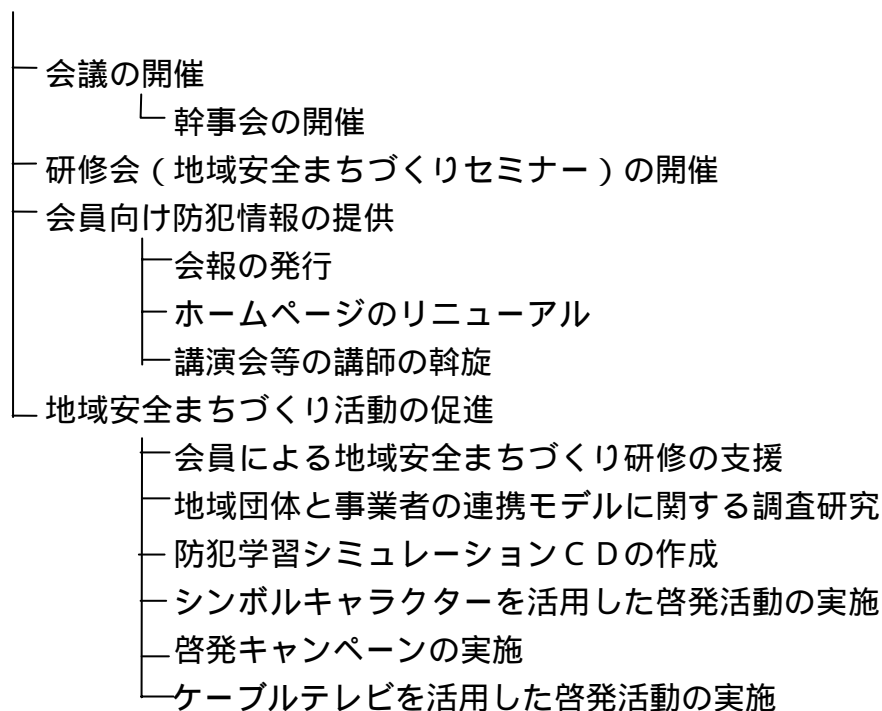 会議の開催
幹事会の開催
研修会（地域安全まちづくりセミナー）の開催
会員向け防犯情報の提供
会報の発行
ホームページのリニューアル
講演会等の講師の斡旋
地域安全まちづくり活動の促進
会員による地域安全まちづくり研修の支援
地域団体と事業者の連携モデルに関する調査研究
防犯学習シミュレーションＣＤの作成
シンボルキャラクターを活用した啓発活動の実施
啓発キャンペーンの実施
ケーブルテレビを活用した啓発活動の実施